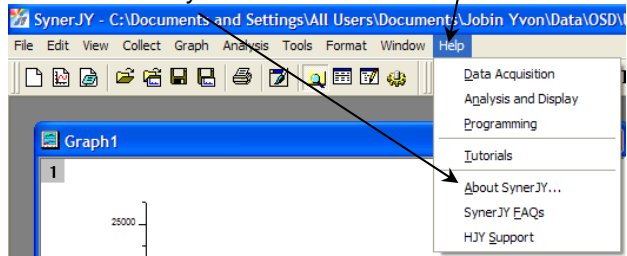 SynerJY - C:\Documents and Settings\All Users\Documents\Jobin Yvon\Data\OSD\
File Edit View Collect Graph Analysis Tools Format Window Help
Data Acquisition
Analysis and Display
Programming
Tutorials
About SynerJY...
SynerJY FAQs
HJY Support
Graph1
1
25000